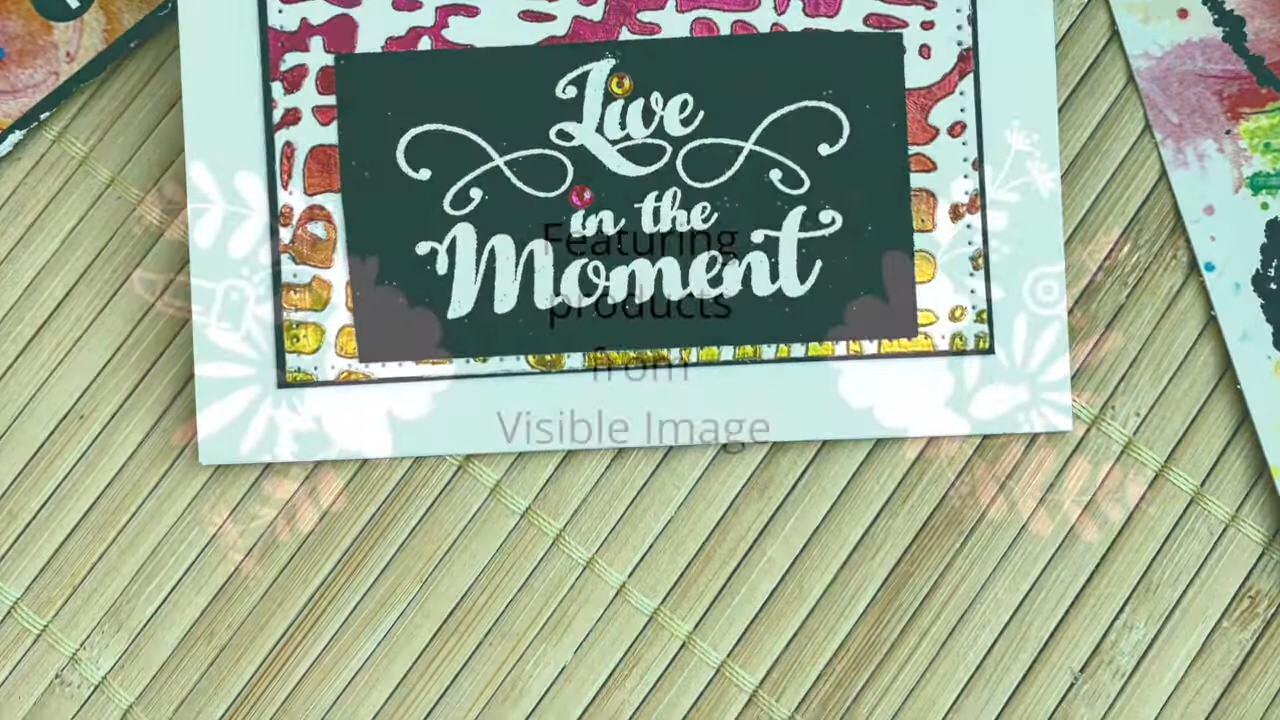 Live
in the
Moment
Featuring
products
from
Visible Image